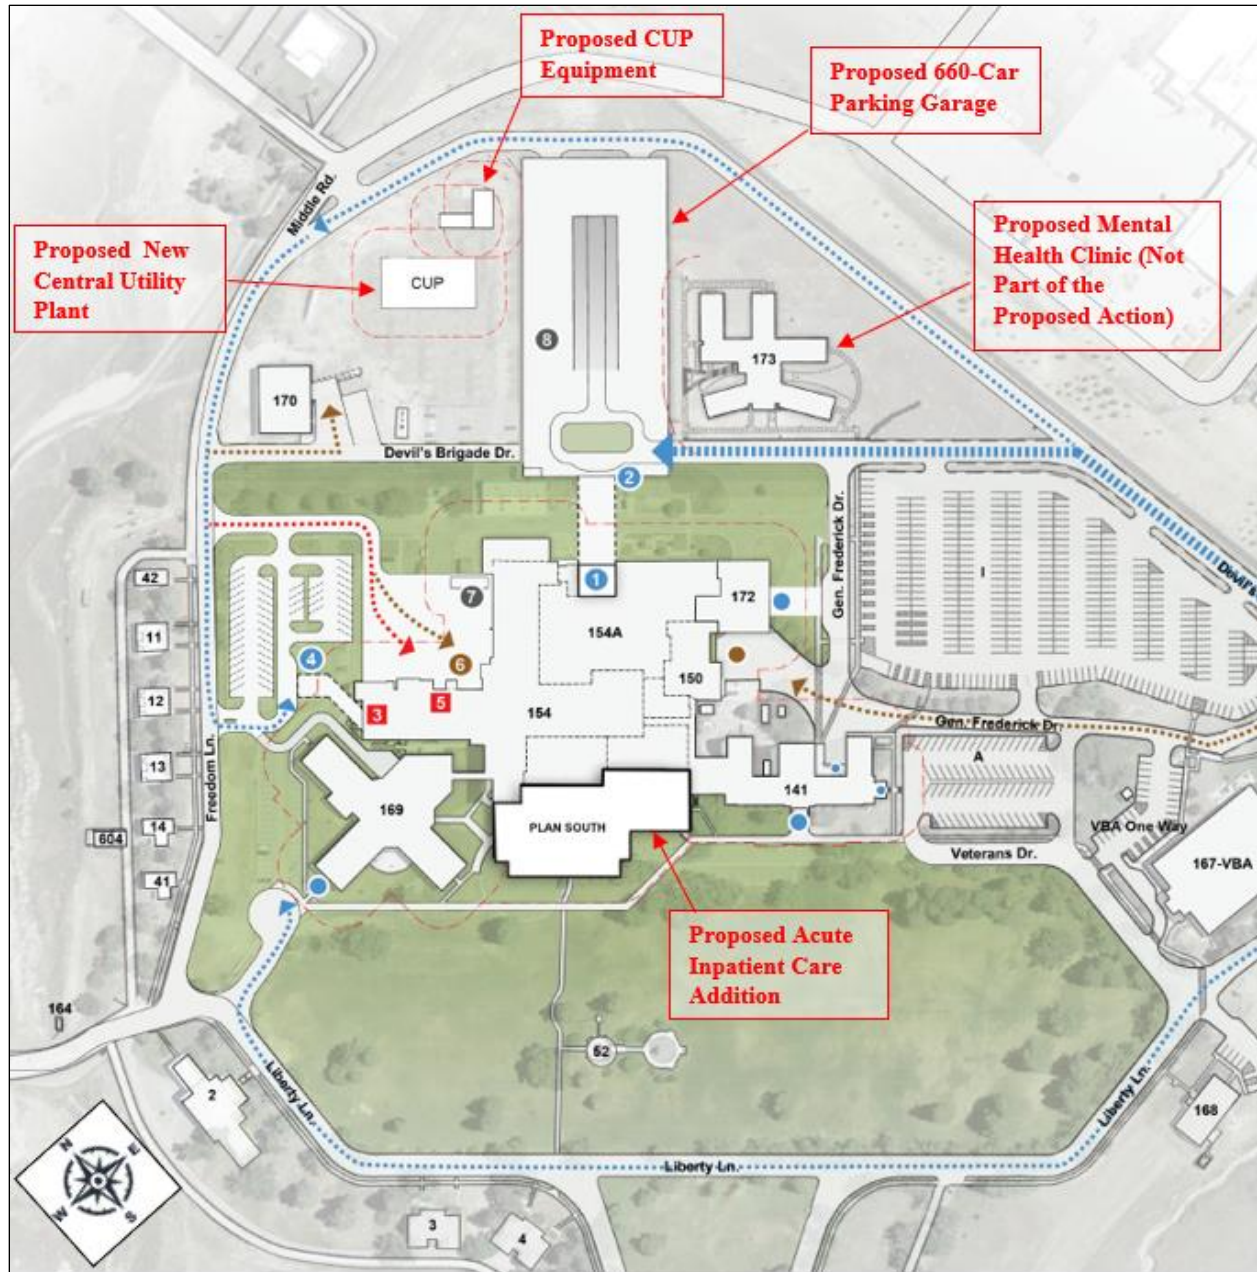 Proposed CUP
Equipment
Proposed 660-Car
Parking Garage
Proposed Mental
Health Clinic (Not
Part of the
Proposed Action)
Proposed New
Central Utility
Plant
Middle Rd.
CUP
8
173
170
Devil's Brigade Dr.
2
Gen. Frederick Dr.
I
Devil's
42
7
1
172
154A
11
4
6
150
12
3
5
154
Gen. Frederick Dr.
Freedom Ln.
13
A
169
141
14
604
PLAN SOUTH
VBA One Way
Veterans Dr.
167-VBA
41
Proposed Acute
Inpatient Care
Addition
164
52
2
Liberty Ln.
Liberty Ln.
168
Liberty Ln.
N
E
W
S
3
4